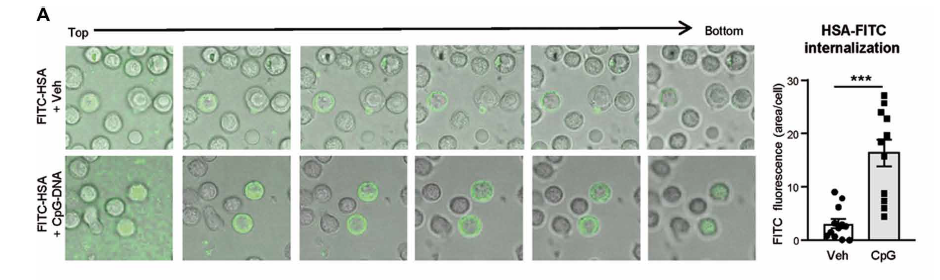 A
Top
Bottom
FITC-HSA
+ Veh
FITC-HSA
+ CpG-DNA
HSA-FITC
internalization
FITC fluorescence (area/cell)
30
20
10
0
***
Veh
CpG